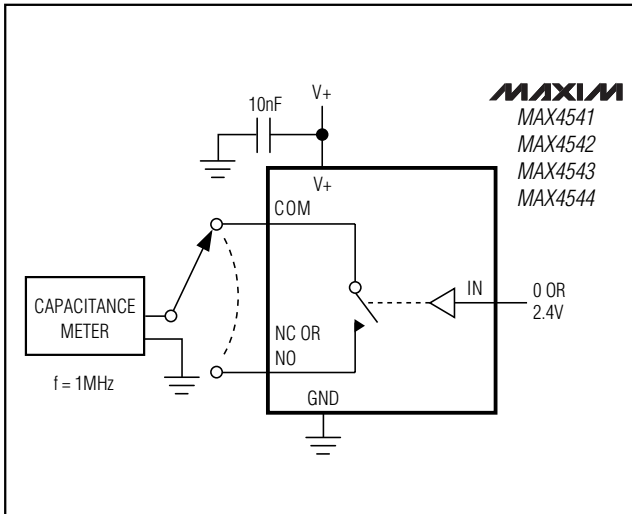 10nF
V+
MAXIM
MAX4541
MAX4542
MAX4543
MAX4544
V+
COM
IN
0 OR
2.4V
CAPACITANCE
METER
NC OR
NO
f = 1MHz
GND